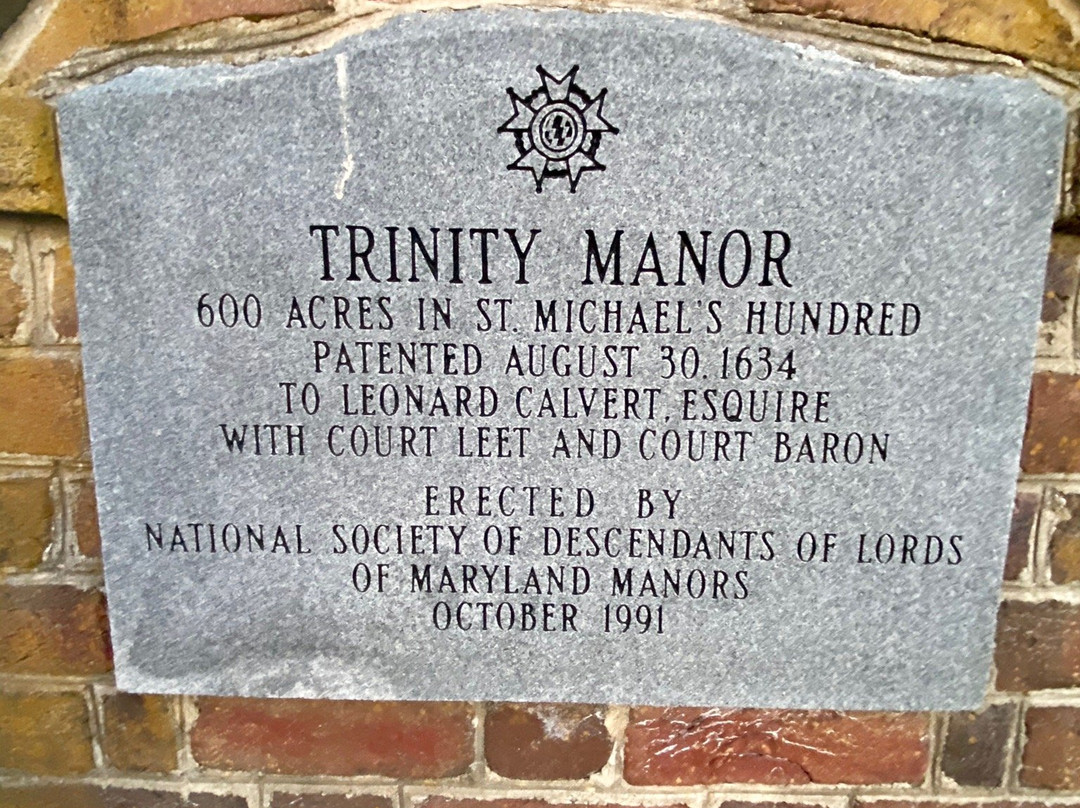 TRINITY MANOR
600 ACRES IN ST. MICHAEL'S HUNDRED
PATENTED AUGUST 30, 1634
TO LEONARD CALVERT, ESQUIRE
WITH COURT LEET AND COURT BARON
ERECTED BY
NATIONAL SOCIETY OF DESCENDANTS OF LORDS
OF MARYLAND MANORS
OCTOBER 1991